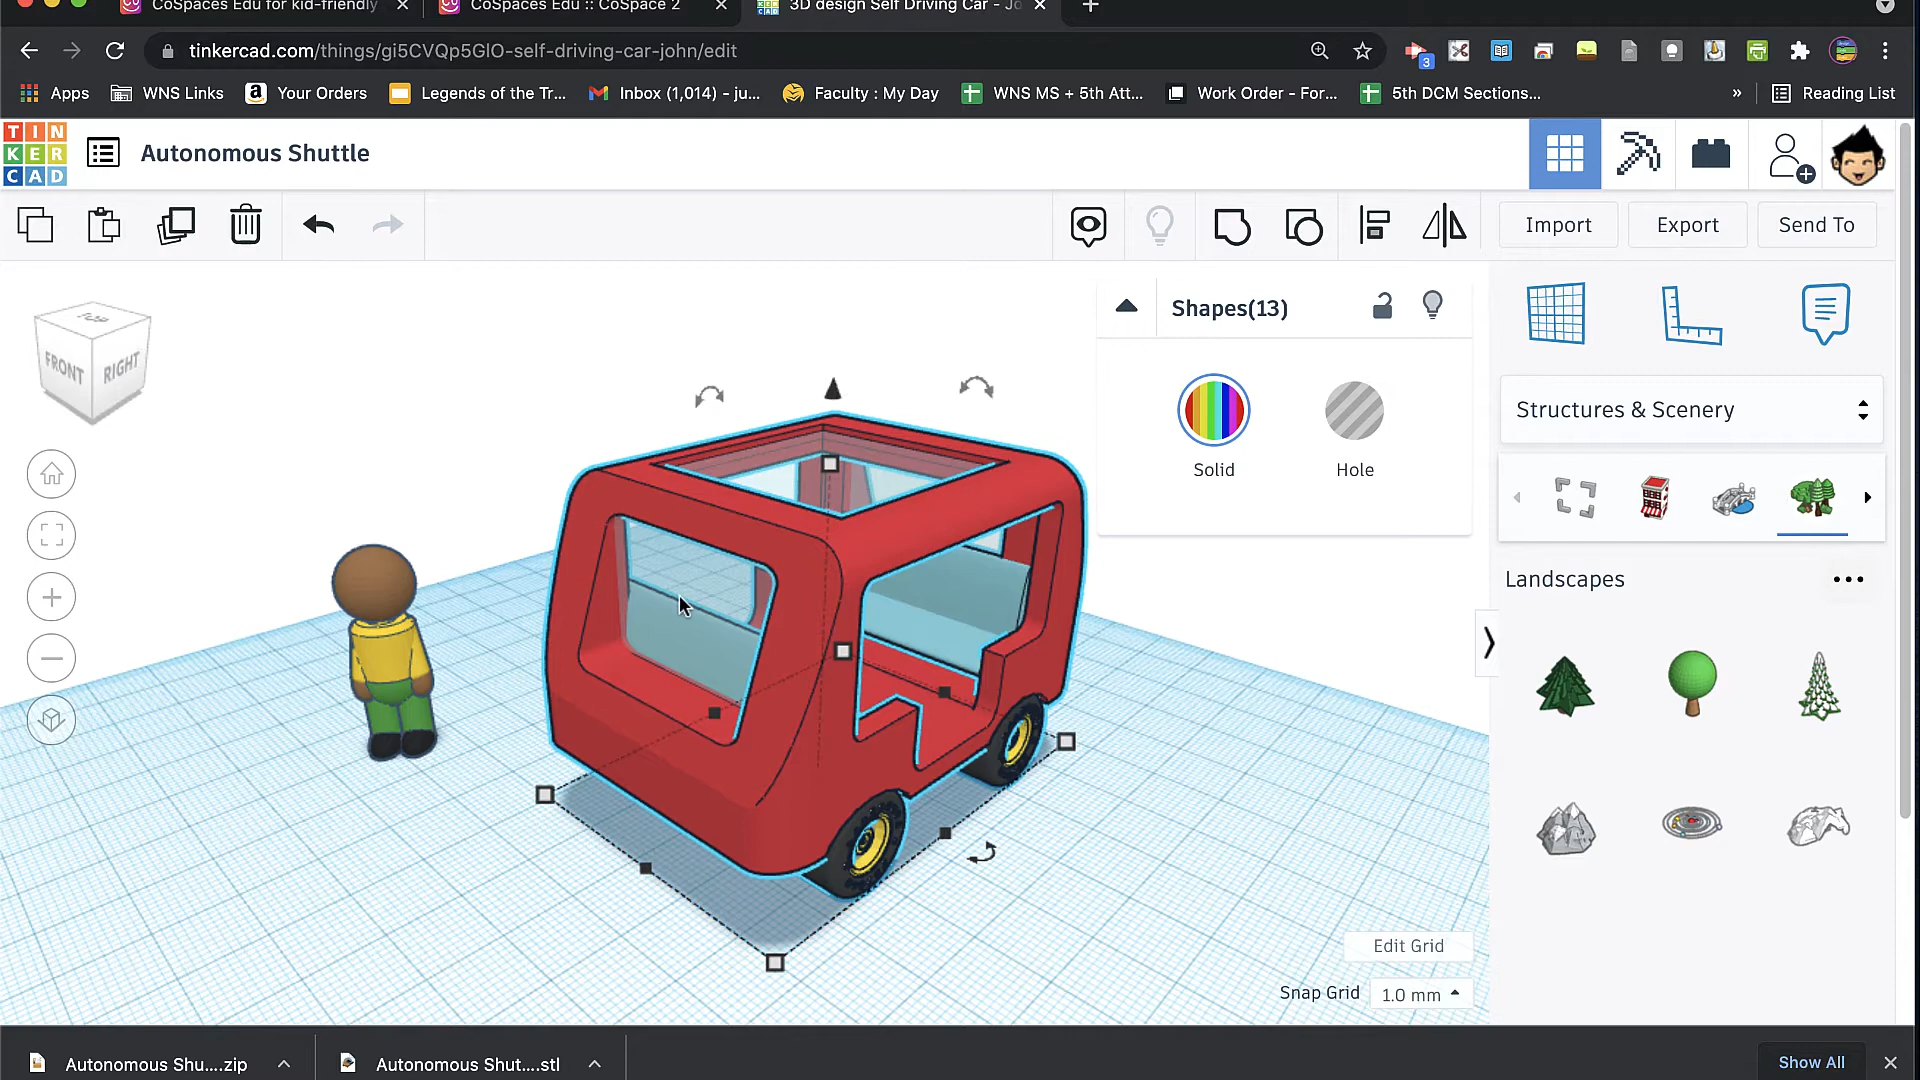 CoSpaces Edu for kid-friendly
CoSpaces Edu :: CoSpace 2
3D design Self Driving Car - Jo
tinkercad.com/things/gi5CVQp5GlO-self-driving-car-john/edit
3
Apps
WNS Links
Your Orders
Legends of the Tr...
Inbox (1,014) - ju...
Faculty : My Day
WNS MS + 5th Att...
Work Order - For...
5th DCM Sections...
»
Reading List
TIN
KER
CAD
Autonomous Shuttle
Import
Export
Send To
TOP
FRONT
RIGHT
Shapes(13)
Solid
Hole
Structures & Scenery
Landscapes
Edit Grid
Snap Grid
1.0 mm
Autonomous Shu....zip
Autonomous Shut....stl
Show All